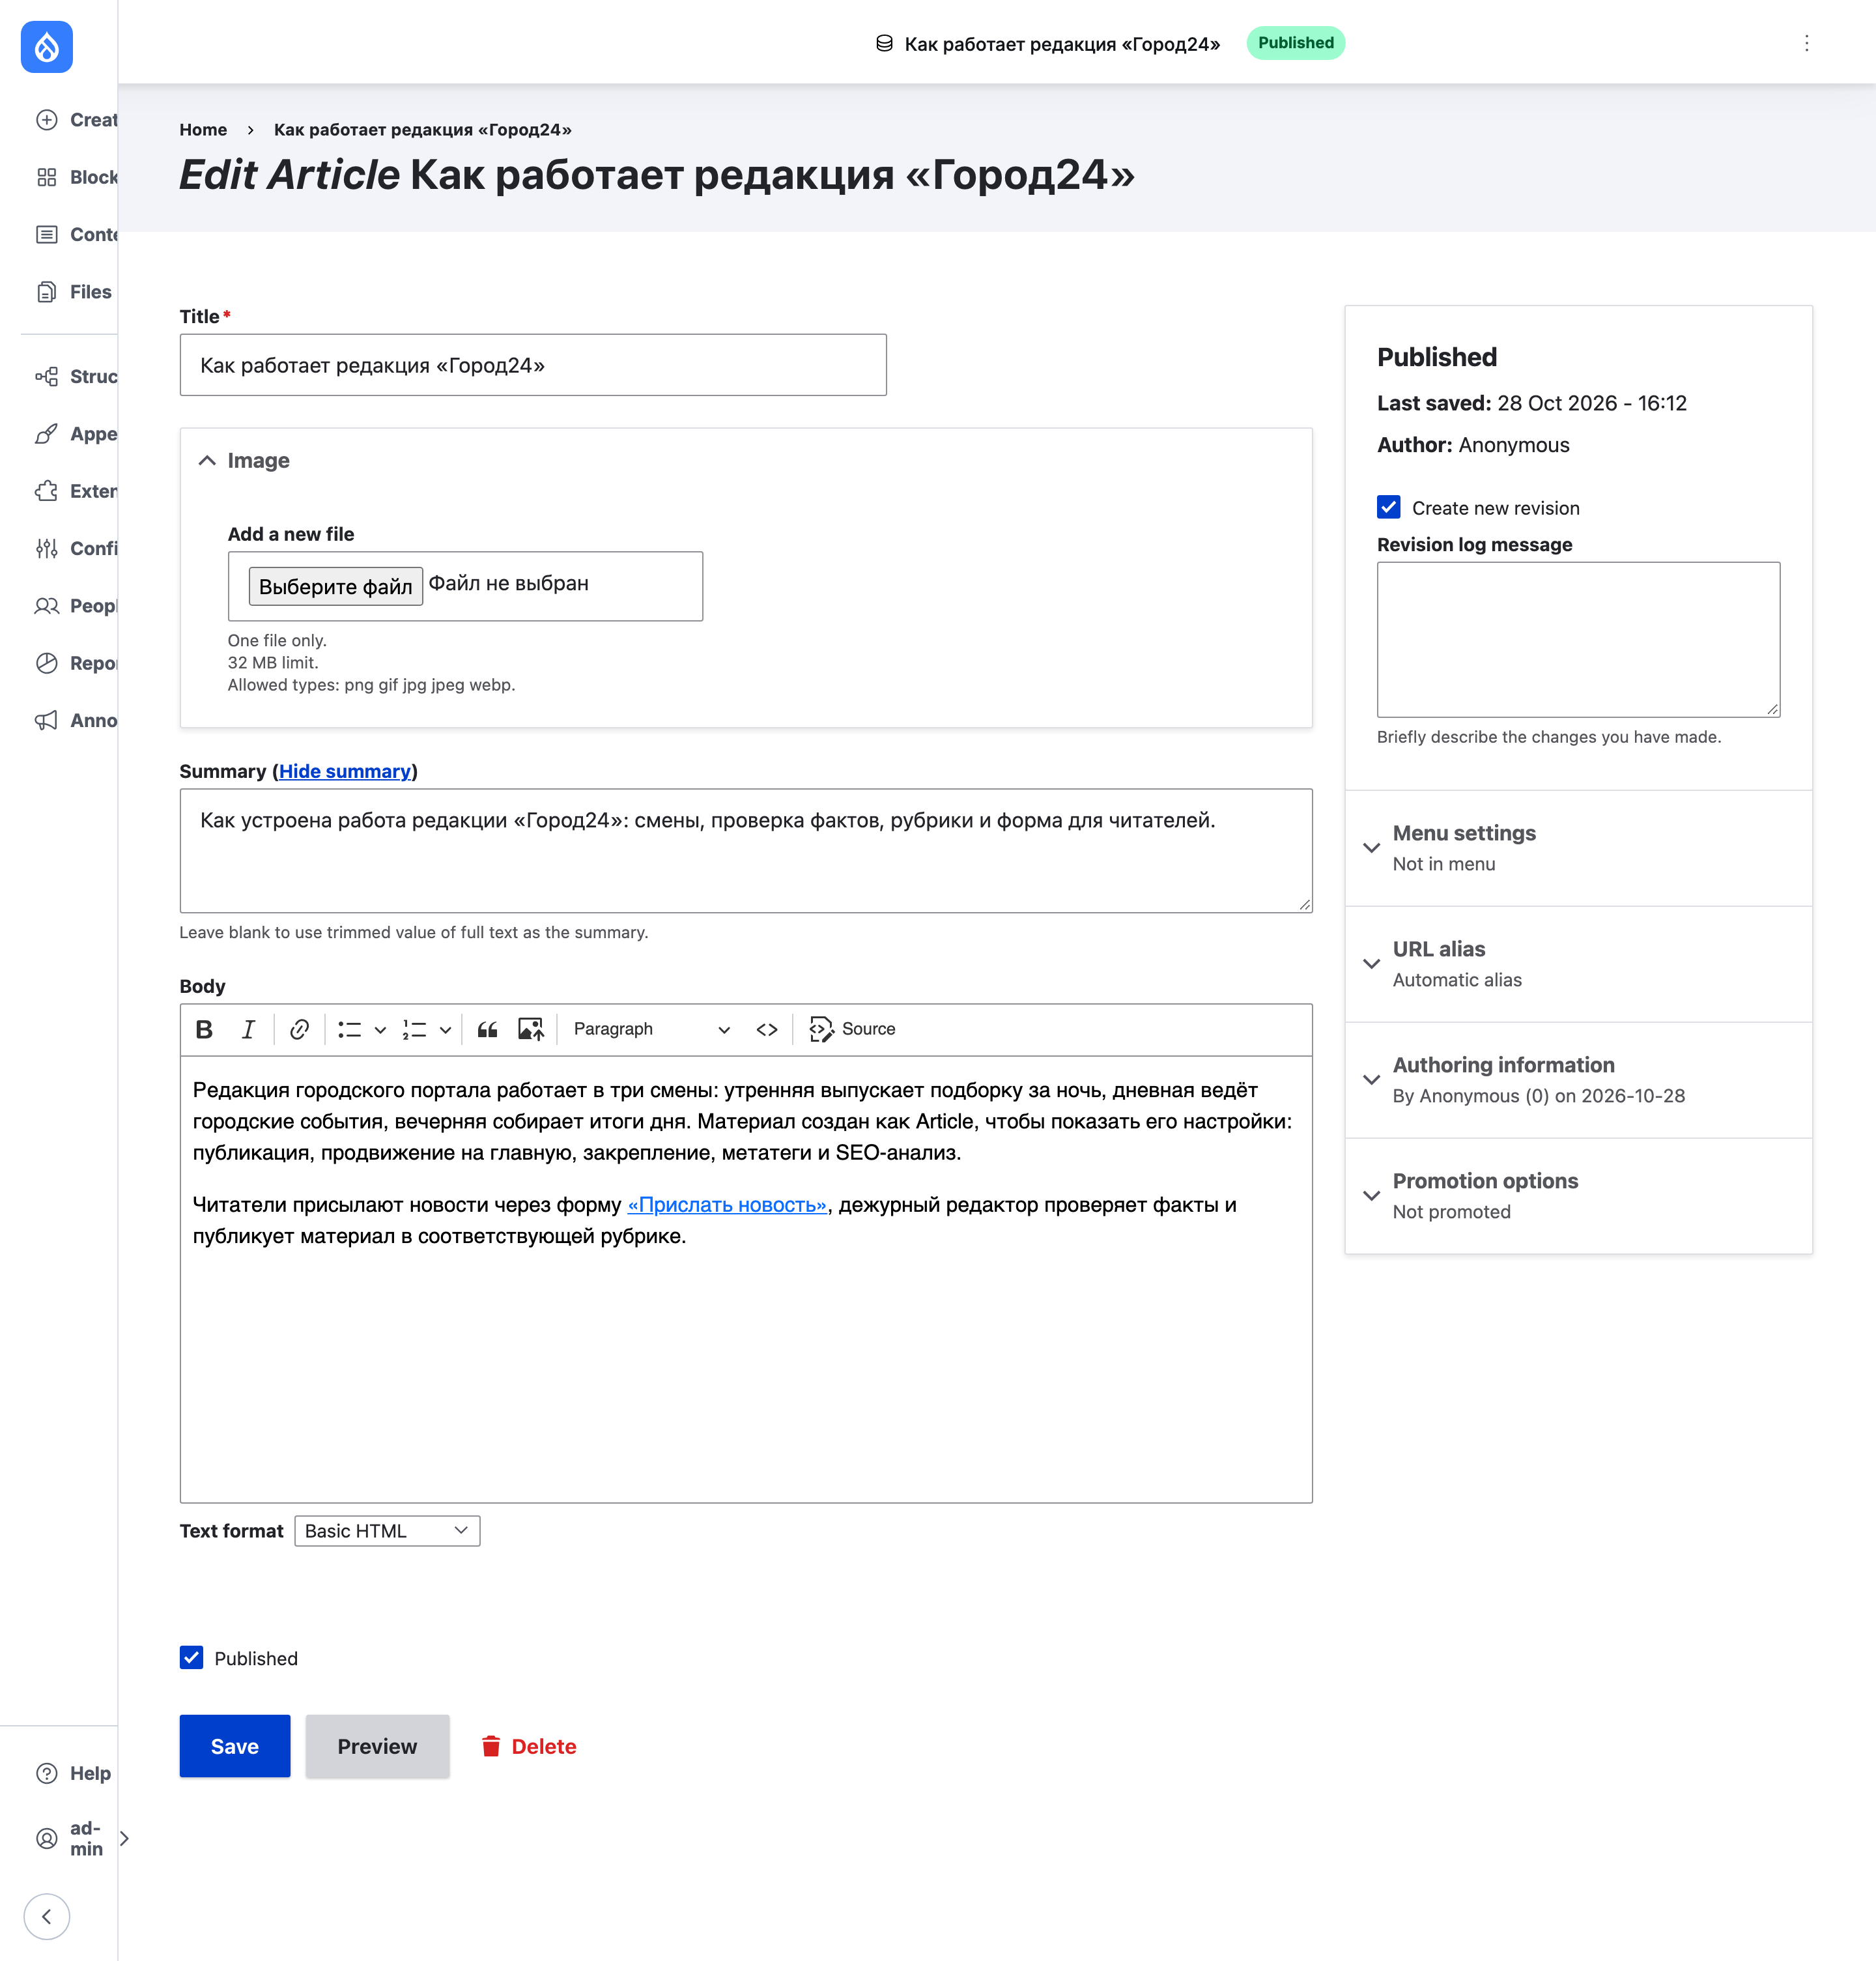 Как работает редакция «Город24» Published
Creat
Block
Conte
Files
Struc
Appe
Exten
Confi
Peopl
Repor
Anno
Help
ad-
min
Home › Как работает редакция «Город24»
Edit Article Как работает редакция «Город24»
Title*
Как работает редакция «Город24»
Image
Add a new file
Выберите файл Файл не выбран
One file only.
32 MB limit.
Allowed types: png gif jpg jpeg webp.
Summary (Hide summary)
Как устроена работа редакции «Город24»: смены, проверка фактов, рубрики и форма для читателей.
Leave blank to use trimmed value of full text as the summary.
Body
Paragraph Source
Редакция городского портала работает в три смены: утренняя выпускает подборку за ночь, дневная ведёт
городские события, вечерняя собирает итоги дня. Материал создан как Article, чтобы показать его настройки:
публикация, продвижение на главную, закрепление, метатеги и SEO-анализ.
Читатели присылают новости через форму «Прислать новость», дежурный редактор проверяет факты и
публикует материал в соответствующей рубрике.
Text format Basic HTML
Published
Save Preview Delete
Published
Last saved: 28 Oct 2026 - 16:12
Author: Anonymous
Create new revision
Revision log message
Briefly describe the changes you have made.
Menu settings
Not in menu
URL alias
Automatic alias
Authoring information
By Anonymous (0) on 2026-10-28
Promotion options
Not promoted